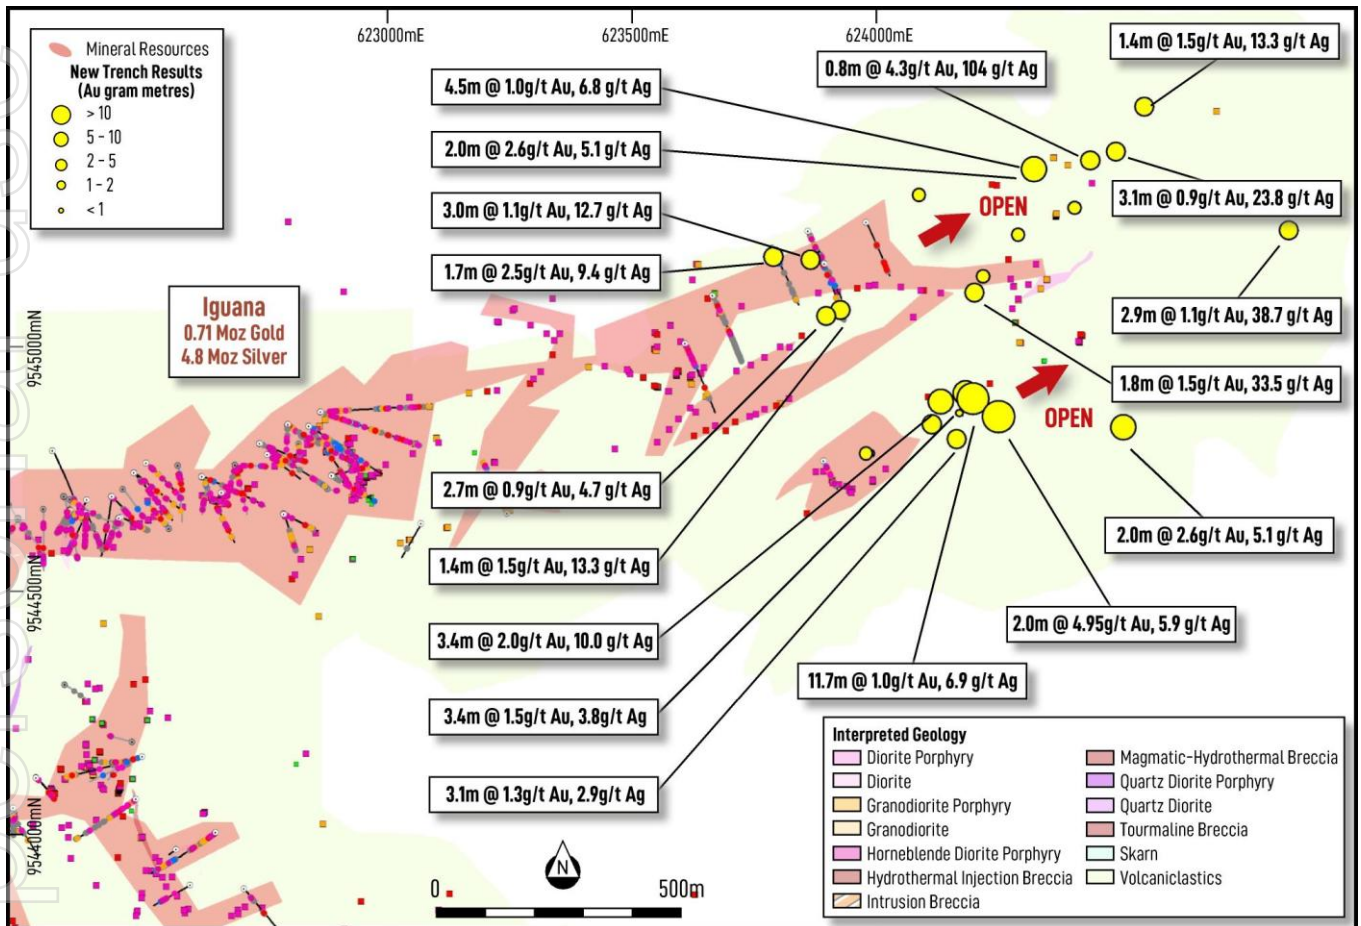 Mineral Resources
New Trench Results
(Au gram metres)
> 10
5 - 10
2 - 5
1 - 2
< 1
623000mE
623500mE
624000mE
1.4m @ 1.5g/t Au, 13.3 g/t Ag
0.8m @ 4.3g/t Au, 104 g/t Ag
4.5m @ 1.0g/t Au, 6.8 g/t Ag
2.0m @ 2.6g/t Au, 5.1 g/t Ag
3.1m @ 0.9g/t Au, 23.8 g/t Ag
3.0m @ 1.1g/t Au, 12.7 g/t Ag
OPEN
1.7m @ 2.5g/t Au, 9.4 g/t Ag
2.9m @ 1.1g/t Au, 38.7 g/t Ag
Iguana
0.71 Moz Gold
4.8 Moz Silver
9545000mN
1.8m @ 1.5g/t Au, 33.5 g/t Ag
OPEN
2.7m @ 0.9g/t Au, 4.7 g/t Ag
2.0m @ 2.6g/t Au, 5.1 g/t Ag
1.4m @ 1.5g/t Au, 13.3 g/t Ag
9544500mN
2.0m @ 4.95g/t Au, 5.9 g/t Ag
3.4m @ 2.0g/t Au, 10.0 g/t Ag
11.7m @ 1.0g/t Au, 6.9 g/t Ag
3.4m @ 1.5g/t Au, 3.8g/t Ag
3.1m @ 1.3g/t Au, 2.9g/t Ag
9544000mN
N
0
500m
Interpreted Geology
Diorite Porphyry
Diorite
Granodiorite Porphyry
Granodiorite
Horneblende Diorite Porphyry
Hydrothermal Injection Breccia
Intrusion Breccia
Magmatic-Hydrothermal Breccia
Quartz Diorite Porphyry
Quartz Diorite
Tourmaline Breccia
Skarn
Volcaniclastics